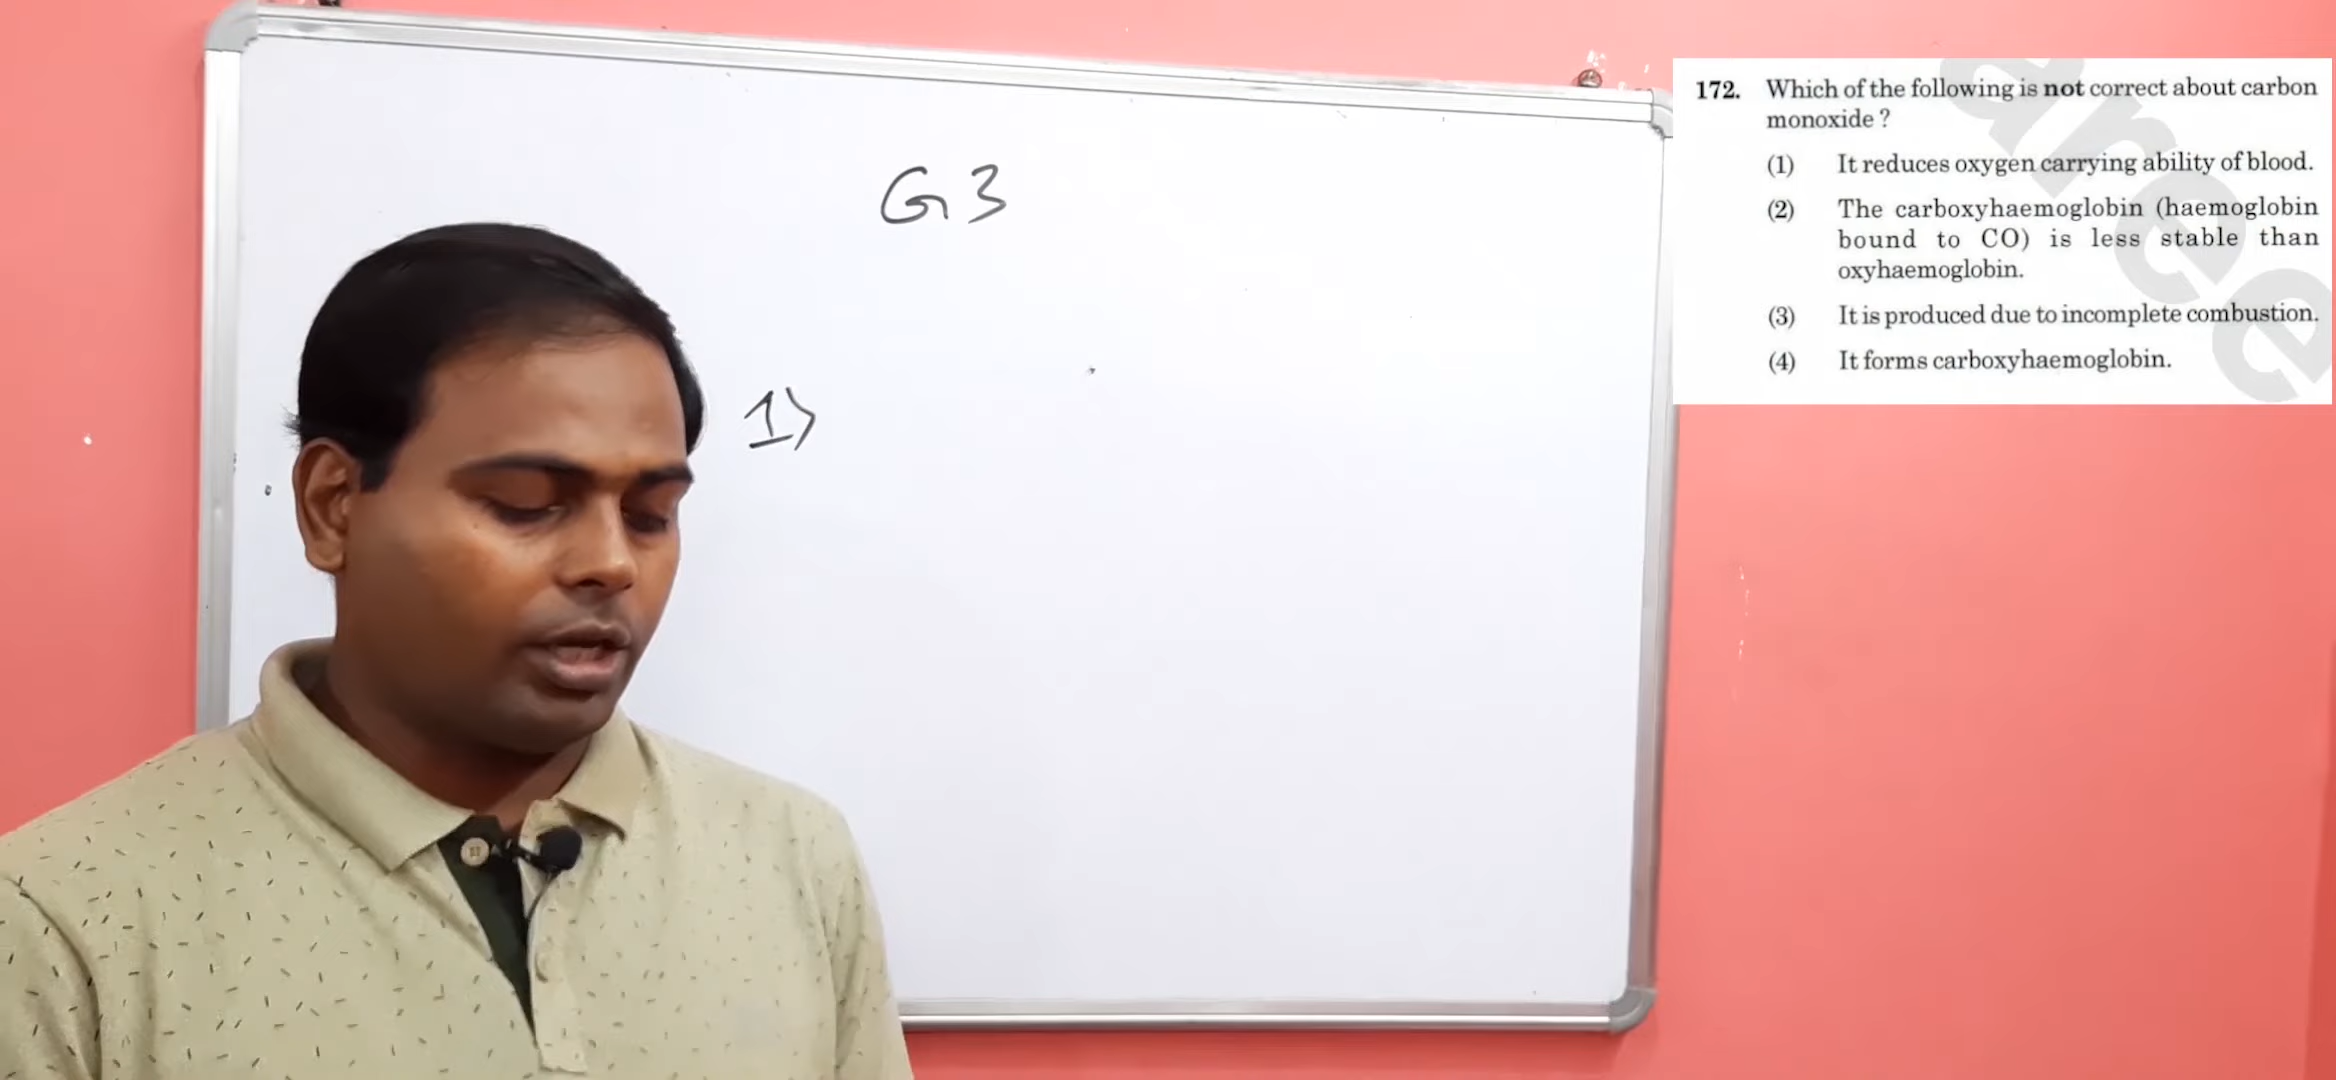 G 3
1)
172. Which of the following is not correct about carbon
monoxide ?
(1) It reduces oxygen carrying ability of blood.
(2) The carboxyhaemoglobin (haemoglobin
bound to CO) is less stable than
oxyhaemoglobin.
(3) It is produced due to incomplete combustion.
(4) It forms carboxyhaemoglobin.